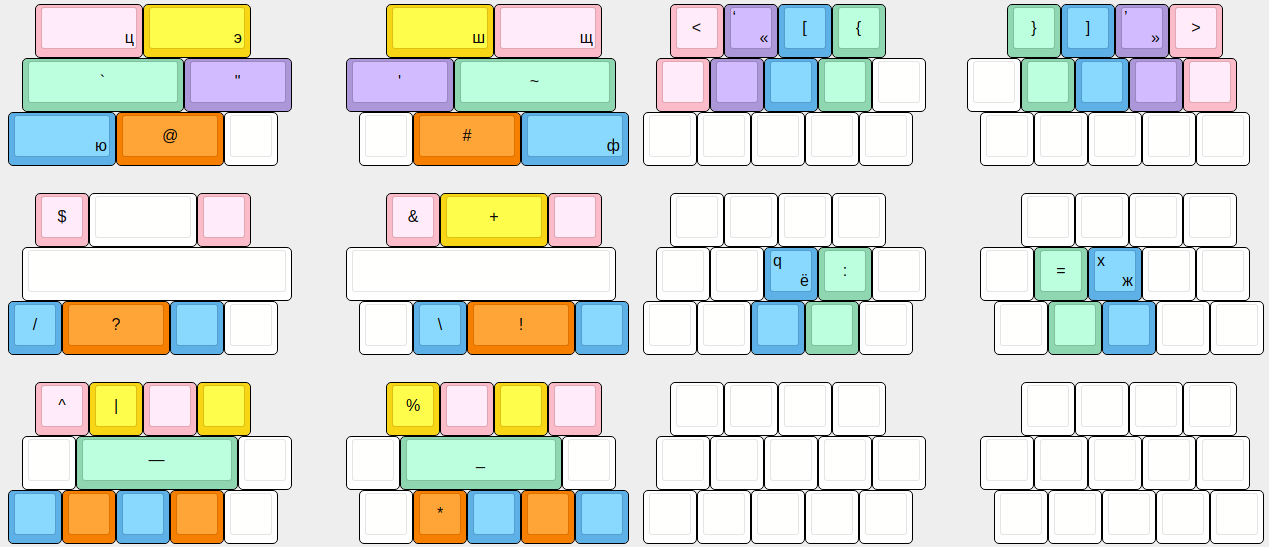 ц э ш щ < ‘ « [ { } ] ’ » >
` " ' ~
ю @ # ф
$ & +
q ё : = x ж
/ ? \ !
^ | %
— _
*